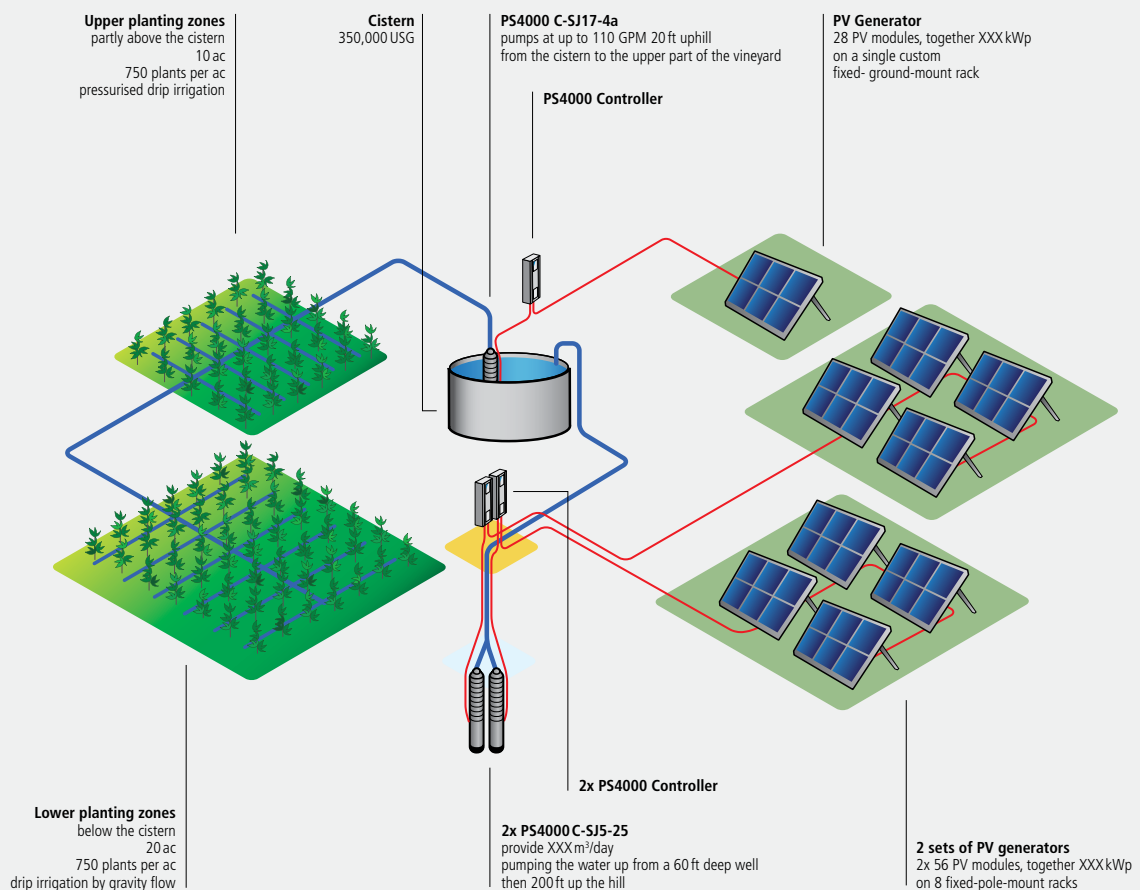 Upper planting zones
partly above the cistern
10 ac
750 plants per ac
pressurised drip irrigation
Cistern
350,000 USG
PS4000 C-SJ17-4a
pumps at up to 110 GPM 20 ft uphill
from the cistern to the upper part of the vineyard
PS4000 Controller
PV Generator
28 PV modules, together XXX kWp
on a single custom
fixed- ground-mount rack
Lower planting zones
below the cistern
20 ac
750 plants per ac
drip irrigation by gravity flow
2x PS4000 Controller
2x PS4000 C-SJ5-25
provide XXX m³/day
pumping the water up from a 60 ft deep well
then 200 ft up the hill
2 sets of PV generators
2x 56 PV modules, together XXX kWp
on 8 fixed-pole-mount racks